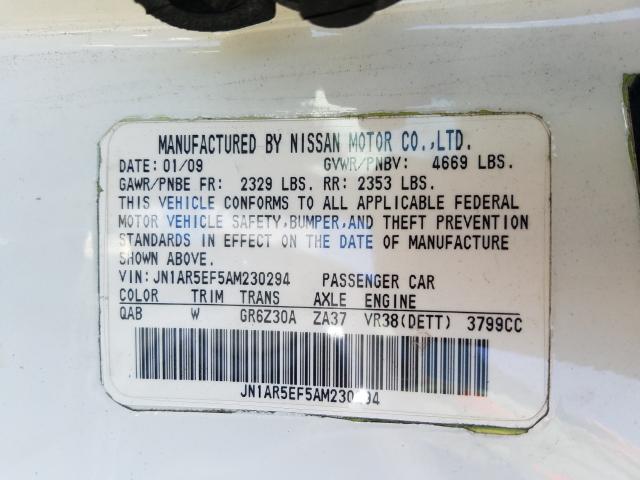 MANUFACTURED BY NISSAN MOTOR CO.,LTD.
DATE: 01/09 GVWR/PNBV: 4669 LBS.
GAWR/PNBE FR: 2329 LBS. RR: 2353 LBS.
THIS VEHICLE CONFORMS TO ALL APPLICABLE FEDERAL
MOTOR VEHICLE SAFETY,BUMPER,AND THEFT PREVENTION
STANDARDS IN EFFECT ON THE DATE OF MANUFACTURE
SHOWN ABOVE.
VIN: JN1AR5EF5AM230294 PASSENGER CAR
COLOR TRIM TRANS AXLE ENGINE
QAB W GR6Z30A ZA37 VR38(DETT) 3799CC
JN1AR5EF5AM230294